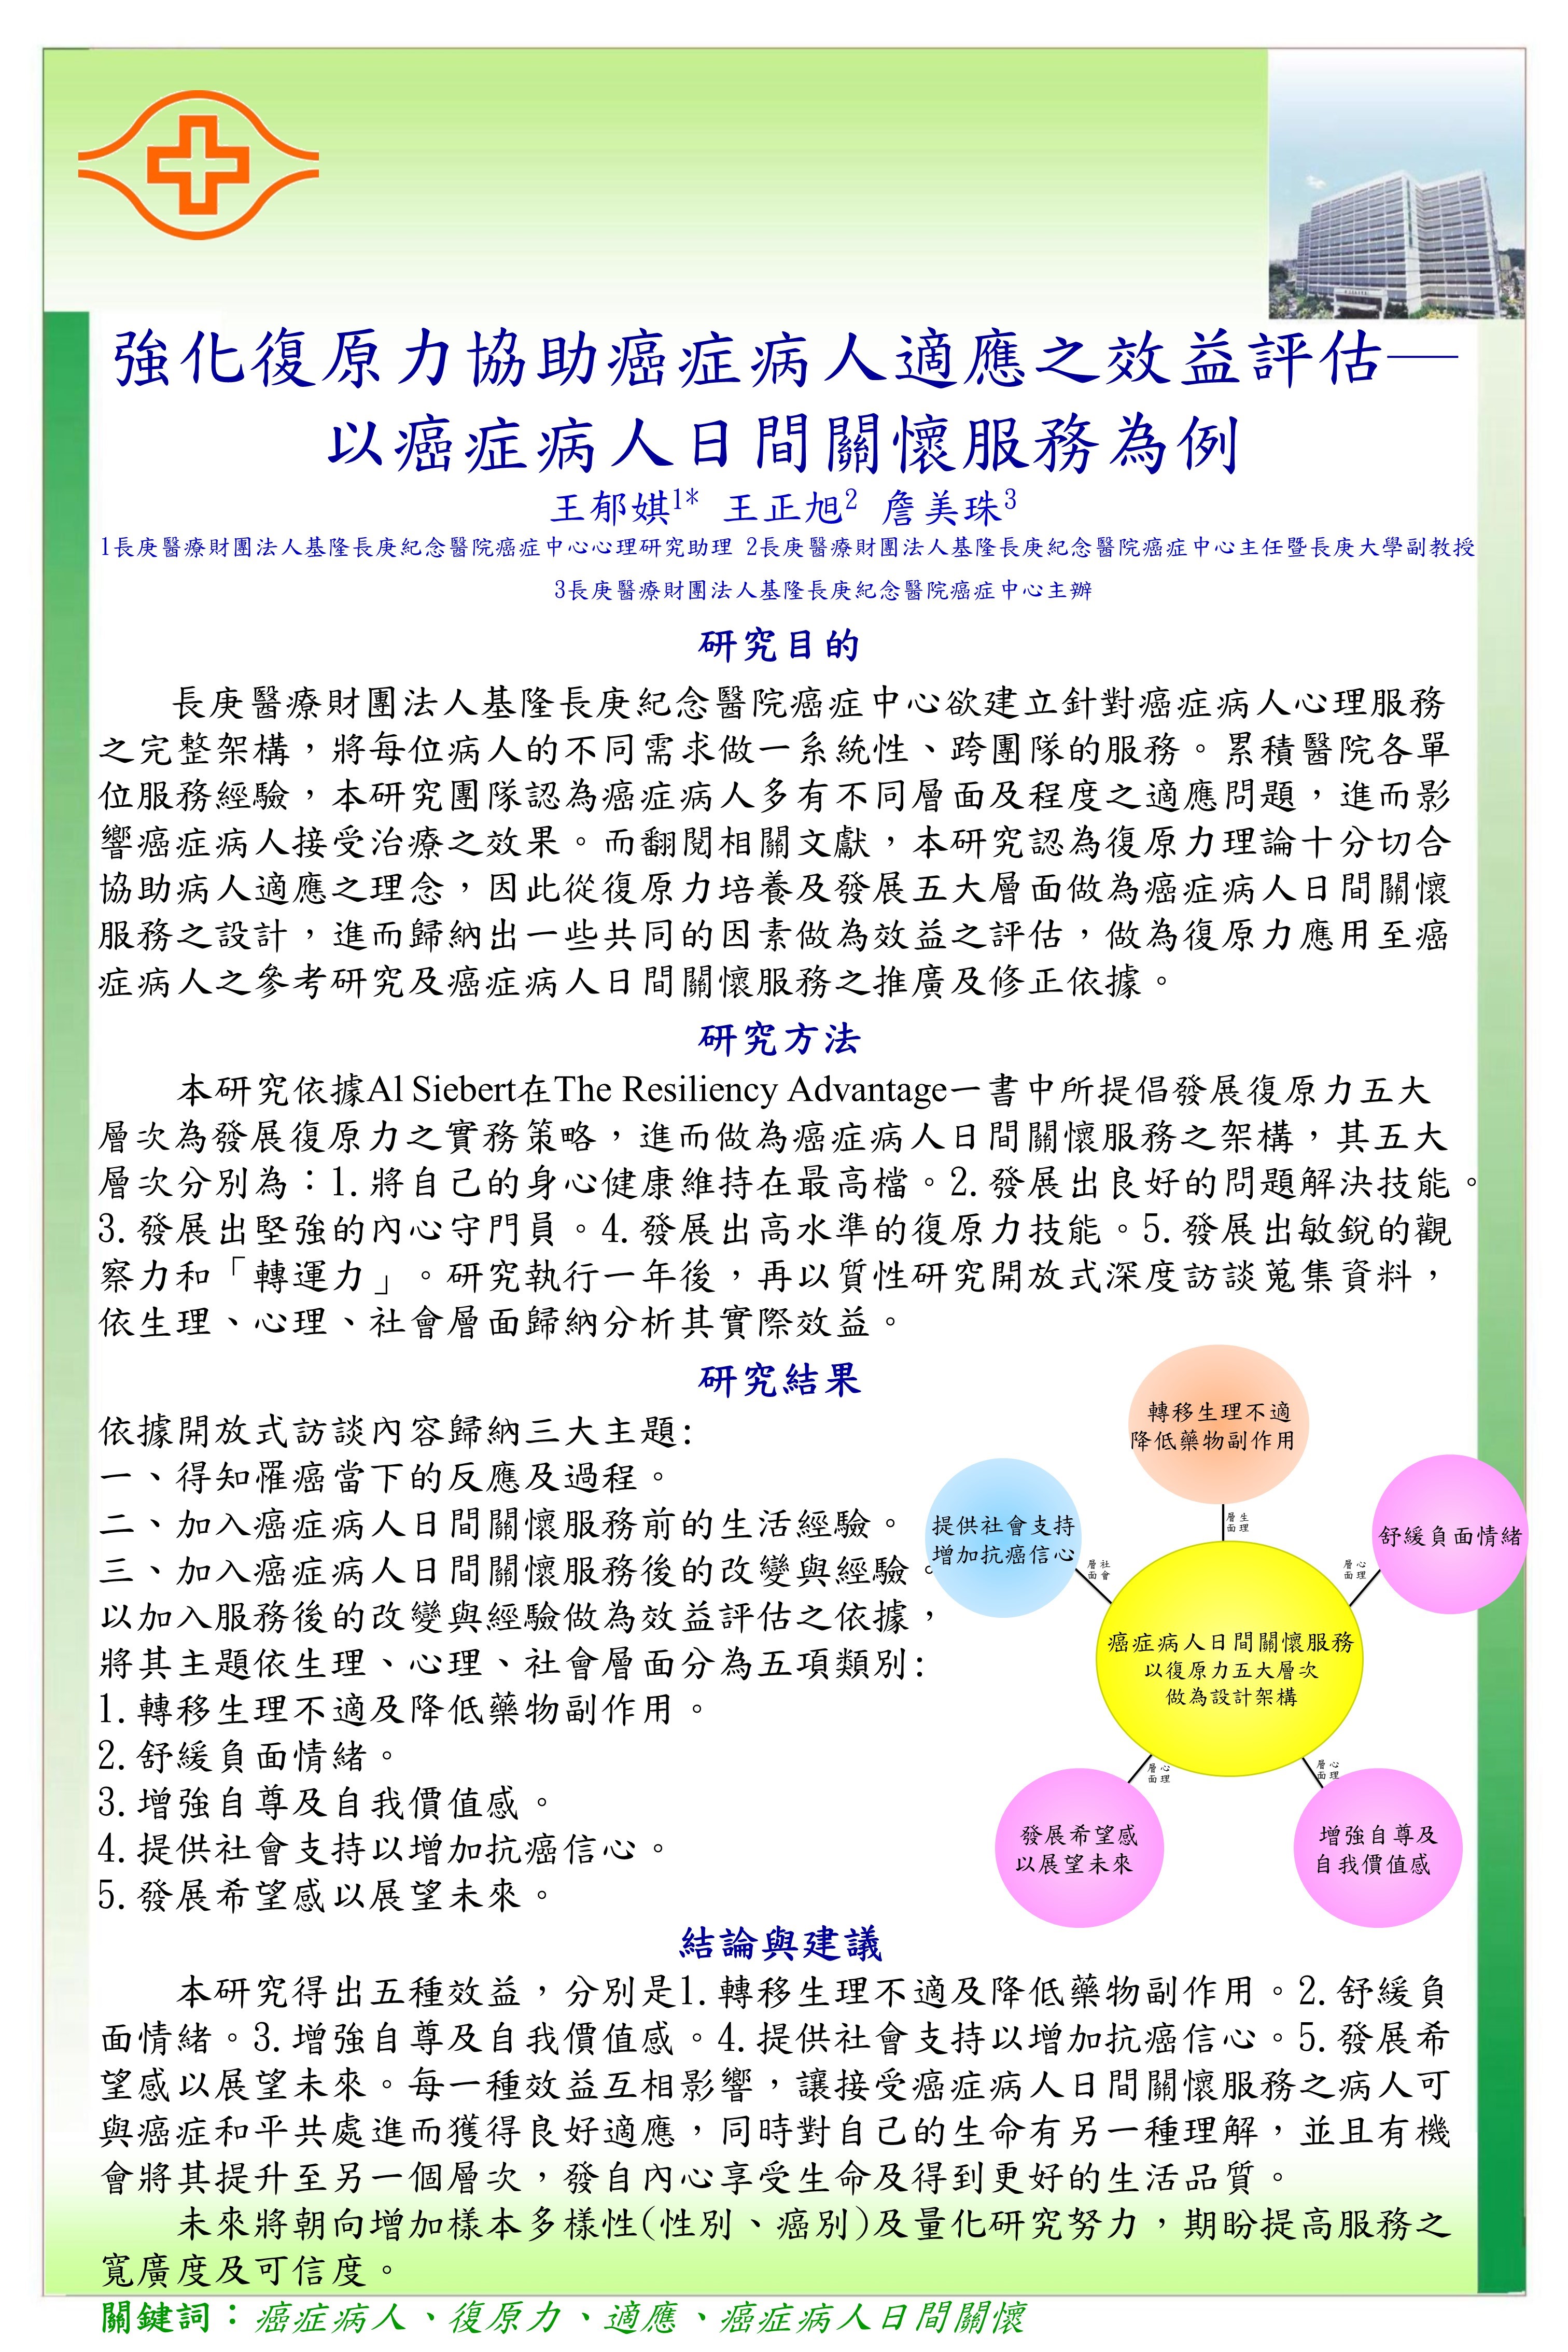 強化復原力協助癌症病人適應之效益評估—
以癌症病人日間關懷服務為例
王郁娸1* 王正旭2 詹美珠3
1長庚醫療財團法人基隆長庚紀念醫院癌症中心心理研究助理 2長庚醫療財團法人基隆長庚紀念醫院癌症中心主任暨長庚大學副教授
3長庚醫療財團法人基隆長庚紀念醫院癌症中心主辦
研究目的
長庚醫療財團法人基隆長庚紀念醫院癌症中心欲建立針對癌症病人心理服務
之完整架構，將每位病人的不同需求做一系統性、跨團隊的服務。累積醫院各單
位服務經驗，本研究團隊認為癌症病人多有不同層面及程度之適應問題，進而影
響癌症病人接受治療之效果。而翻閱相關文獻，本研究認為復原力理論十分切合
協助病人適應之理念，因此從復原力培養及發展五大層面做為癌症病人日間關懷
服務之設計，進而歸納出一些共同的因素做為效益之評估，做為復原力應用至癌
症病人之參考研究及癌症病人日間關懷服務之推廣及修正依據。
研究方法
本研究依據Al Siebert在The Resiliency Advantage一書中所提倡發展復原力五大
層次為發展復原力之實務策略，進而做為癌症病人日間關懷服務之架構，其五大
層次分別為：1.將自己的身心健康維持在最高檔。2.發展出良好的問題解決技能。
3.發展出堅強的內心守門員。4.發展出高水準的復原力技能。5.發展出敏銳的觀
察力和「轉運力」。研究執行一年後，再以質性研究開放式深度訪談蒐集資料，
依生理、心理、社會層面歸納分析其實際效益。
研究結果
依據開放式訪談內容歸納三大主題:
一、得知罹癌當下的反應及過程。
二、加入癌症病人日間關懷服務前的生活經驗。
三、加入癌症病人日間關懷服務後的改變與經驗。
以加入服務後的改變與經驗做為效益評估之依據，
將其主題依生理、心理、社會層面分為五項類別:
1.轉移生理不適及降低藥物副作用。
2.舒緩負面情緒。
3.增強自尊及自我價值感。
4.提供社會支持以增加抗癌信心。
5.發展希望感以展望未來。
轉移生理不適
降低藥物副作用
生理
層面
提供社會支持
增加抗癌信心
社會
層面
舒緩負面情緒
心理
層面
癌症病人日間關懷服務
以復原力五大層次
做為設計架構
心理
層面
發展希望感
以展望未來
心理
層面
增強自尊及
自我價值感
結論與建議
本研究得出五種效益，分別是1.轉移生理不適及降低藥物副作用。2.舒緩負
面情緒。3.增強自尊及自我價值感。4.提供社會支持以增加抗癌信心。5.發展希
望感以展望未來。每一種效益互相影響，讓接受癌症病人日間關懷服務之病人可
與癌症和平共處進而獲得良好適應，同時對自己的生命有另一種理解，並且有機
會將其提升至另一個層次，發自內心享受生命及得到更好的生活品質。
未來將朝向增加樣本多樣性(性別、癌別)及量化研究努力，期盼提高服務之
寬廣度及可信度。
關鍵詞：癌症病人、復原力、適應、癌症病人日間關懷